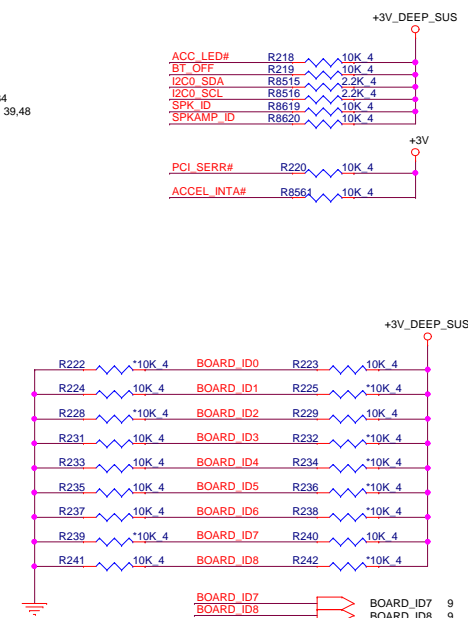 +3V_DEEP_SUS
ACC_LED# R218 10K_4
BT_OFF R219 10K_4
I2C0_SDA R8515 2.2K_4
I2C0_SCL R8516 2.2K_4
SPK_ID R8619 10K_4
SPKAMP_ID R8620 10K_4
39,48
+3V
PCI_SERR# R220 10K_4
ACCEL_INTA# R8561 10K_4
+3V_DEEP_SUS
R222 *10K_4 BOARD_ID0 R223 10K_4
R224 10K_4 BOARD_ID1 R225 *10K_4
R228 *10K_4 BOARD_ID2 R229 10K_4
R231 10K_4 BOARD_ID3 R232 *10K_4
R233 10K_4 BOARD_ID4 R234 *10K_4
R235 10K_4 BOARD_ID5 R236 *10K_4
R237 10K_4 BOARD_ID6 R238 *10K_4
R239 *10K_4 BOARD_ID7 R240 10K_4
R241 10K_4 BOARD_ID8 R242 *10K_4
BOARD_ID7 BOARD_ID7 9
BOARD_ID8 BOARD_ID8 9